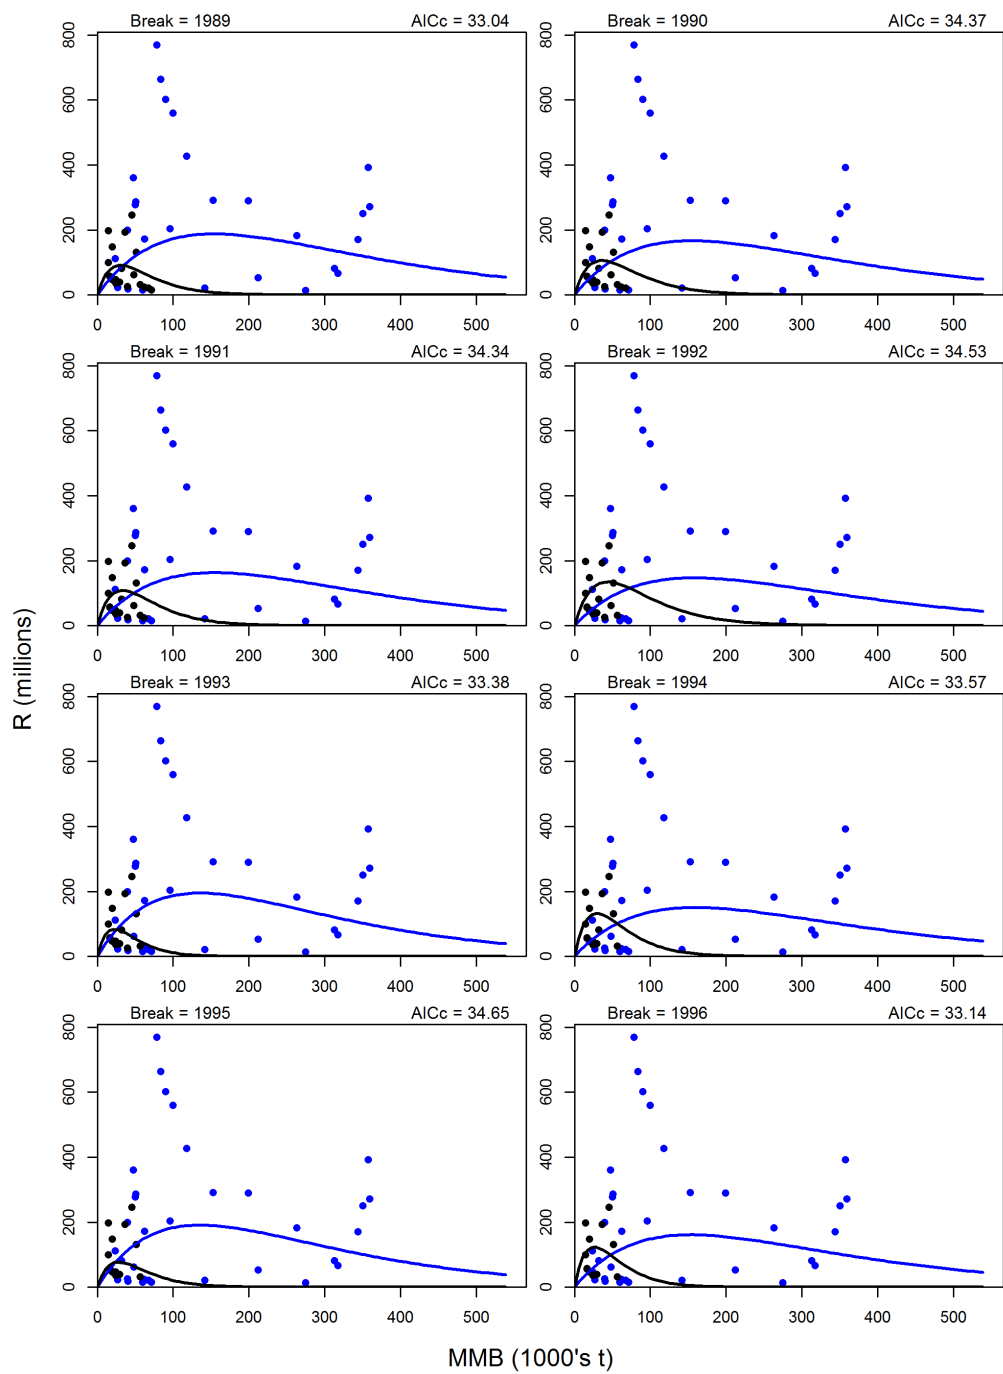 Break = 1989 AICc = 33.04
Break = 1990 AICc = 34.37
800
600
400
200
0
0 100 200 300 400 500
800
600
400
200
0
0 100 200 300 400 500
Break = 1991 AICc = 34.34
Break = 1992 AICc = 34.53
800
600
400
200
0
0 100 200 300 400 500
800
600
400
200
0
0 100 200 300 400 500
Break = 1993 AICc = 33.38
Break = 1994 AICc = 33.57
800
600
400
200
0
0 100 200 300 400 500
800
600
400
200
0
0 100 200 300 400 500
Break = 1995 AICc = 34.65
Break = 1996 AICc = 33.14
800
600
400
200
0
0 100 200 300 400 500
800
600
400
200
0
0 100 200 300 400 500
R (millions)
MMB (1000's t)